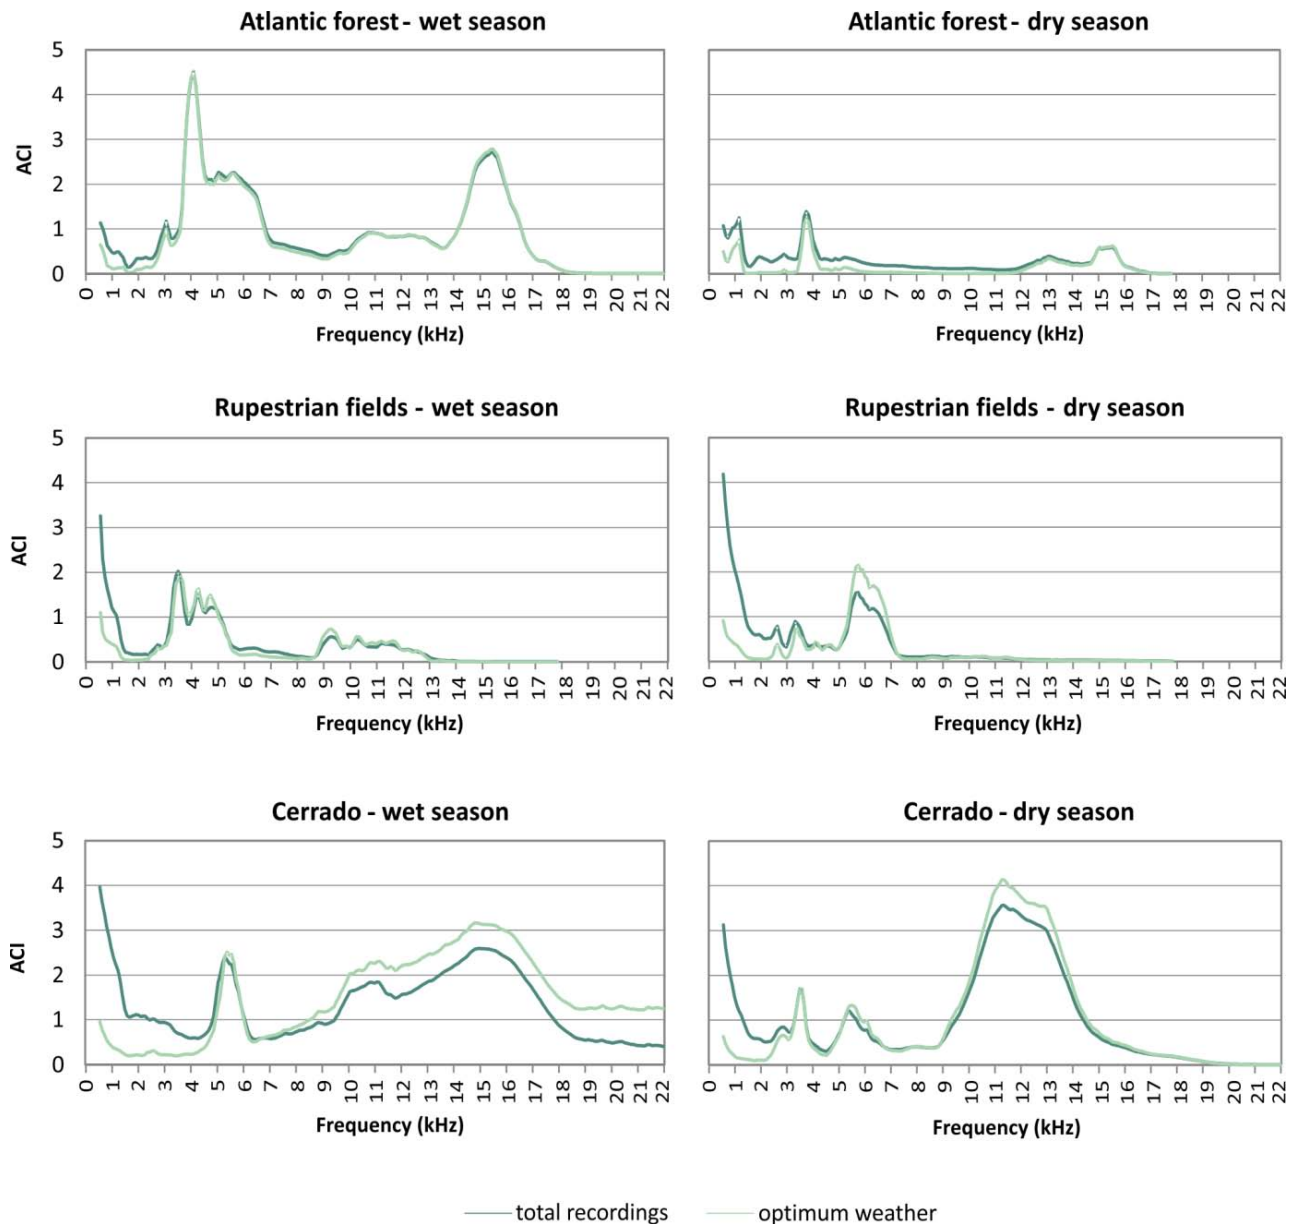 Atlantic forest - wet season
Atlantic forest - dry season
5
4
3
2
1
0
ACI
0 1 2 3 4 5 6 7 8 9 10 11 12 13 14 15 16 17 18 19 20 21 22
0 1 2 3 4 5 6 7 8 9 10 11 12 13 14 15 16 17 18 19 20 21 22
Frequency (kHz)
Frequency (kHz)
Rupestrian fields - wet season
Rupestrian fields - dry season
5
4
3
2
1
0
ACI
0 1 2 3 4 5 6 7 8 9 10 11 12 13 14 15 16 17 18 19 20 21 22
0 1 2 3 4 5 6 7 8 9 10 11 12 13 14 15 16 17 18 19 20 21 22
Frequency (kHz)
Frequency (kHz)
Cerrado - wet season
Cerrado - dry season
5
4
3
2
1
0
ACI
0 1 2 3 4 5 6 7 8 9 10 11 12 13 14 15 16 17 18 19 20 21 22
0 1 2 3 4 5 6 7 8 9 10 11 12 13 14 15 16 17 18 19 20 21 22
Frequency (kHz)
Frequency (kHz)
total recordings
optimum weather